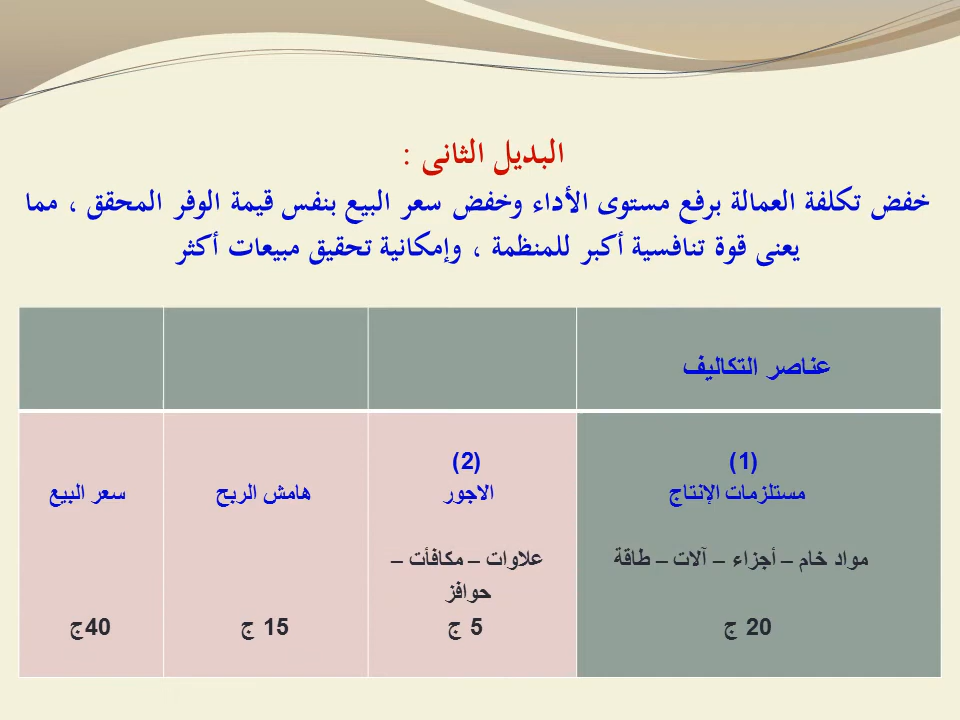 البديل الثانى :
خفض تكلفة العمالة برفع مستوى الأداء وخفض سعر البيع بنفس قيمة الوفر المحقق ، مما
يعنى قوة تنافسية أكبر للمنظمة ، وإمكانية تحقيق مبيعات أكثر
عناصر التكاليف
(1)
مستلزمات الإنتاج
مواد خام – أجزاء – آلات – طاقة
20 ج
(2)
الاجور
علاوات – مكافأت –
حوافز
5 ج
هامش الربح
15 ج
سعر البيع
40ج